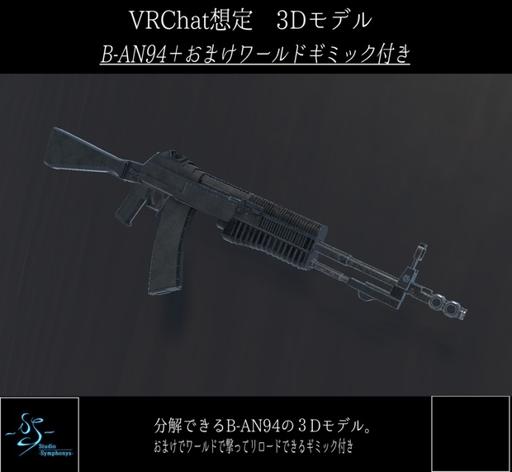 VRChat想定　3Dモデル
B-AN94＋おまけワールドギミック付き
分解できるB-AN94の３Dモデル。
おまけでワールドで撃ってリロードできるギミック付き
Studio
Symphonys